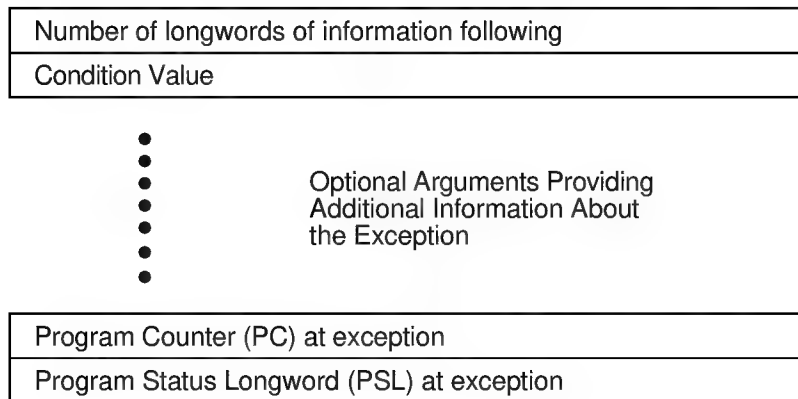 Number of longwords of information following
Condition Value
Optional Arguments Providing
Additional Information About
the Exception
Program Counter (PC) at exception
Program Status Longword (PSL) at exception